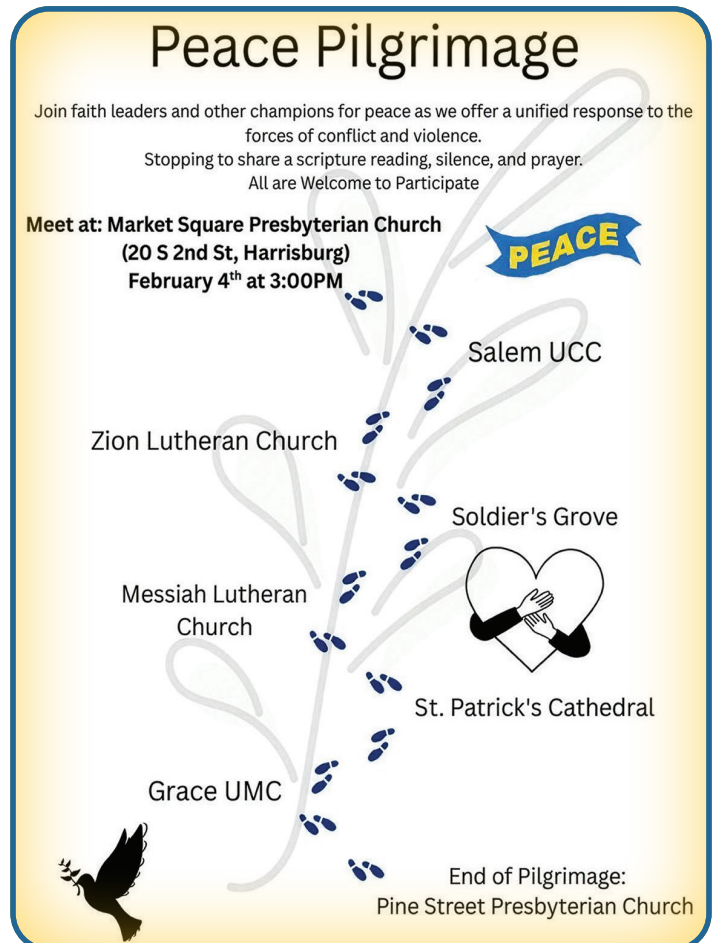 Peace Pilgrimage
Join faith leaders and other champions for peace as we offer a unified response to the
forces of conflict and violence.
Stopping to share a scripture reading, silence, and prayer.
All are Welcome to Participate
Meet at: Market Square Presbyterian Church
(20 S 2nd St, Harrisburg)
February 4th at 3:00PM
PEACE
Salem UCC
Zion Lutheran Church
Soldier's Grove
Messiah Lutheran
Church
St. Patrick's Cathedral
Grace UMC
End of Pilgrimage:
Pine Street Presbyterian Church